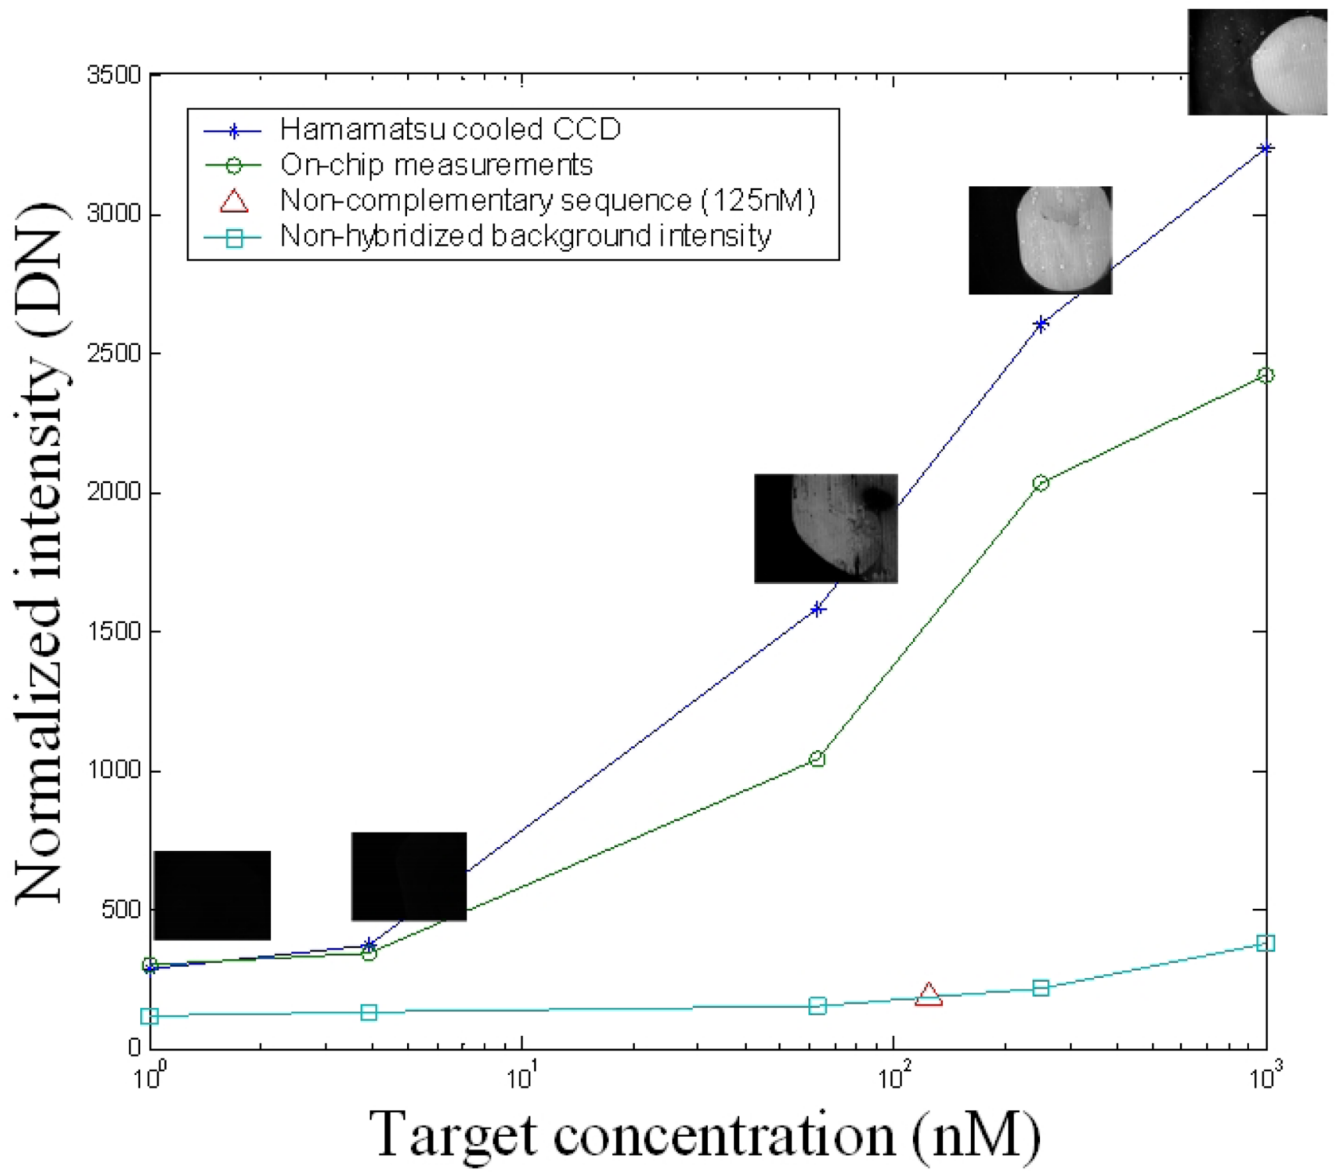 3500
3000
2500
2000
1500
1000
500
0
Normalized intensity (DN)
Hamamatsu cooled CCD
On-chip measurements
Non-complementary sequence (125nM)
Non-hybridized background intensity
10⁰
10¹
10²
10³
Target concentration (nM)